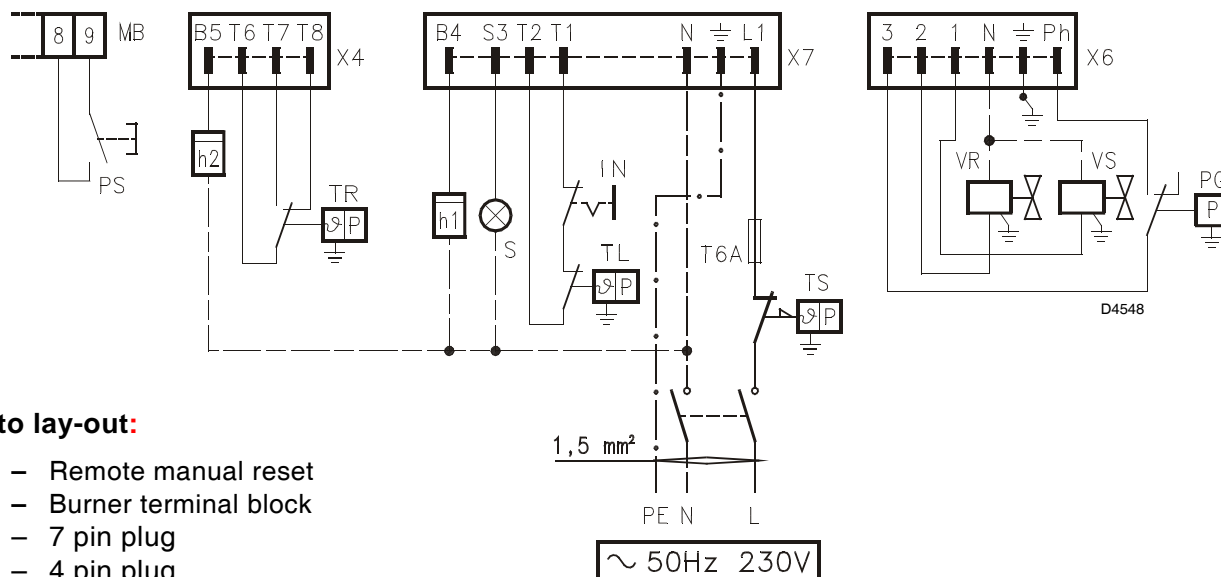 8 9 MB
B5 T6 T7 T8 X4
B4 S3 T2 T1 N L1 X7
3 2 1 N Ph X6
h2
PS
TR
ϑ P
h1
S
IN
TL
ϑ P
T6A
TS
ϑ P
VR
VS
PG
P
D4548
to lay-out:
– Remote manual reset
– Burner terminal block
– 7 pin plug
– 4 pin plug
1,5 mm²
PE N L
~ 50Hz 230V